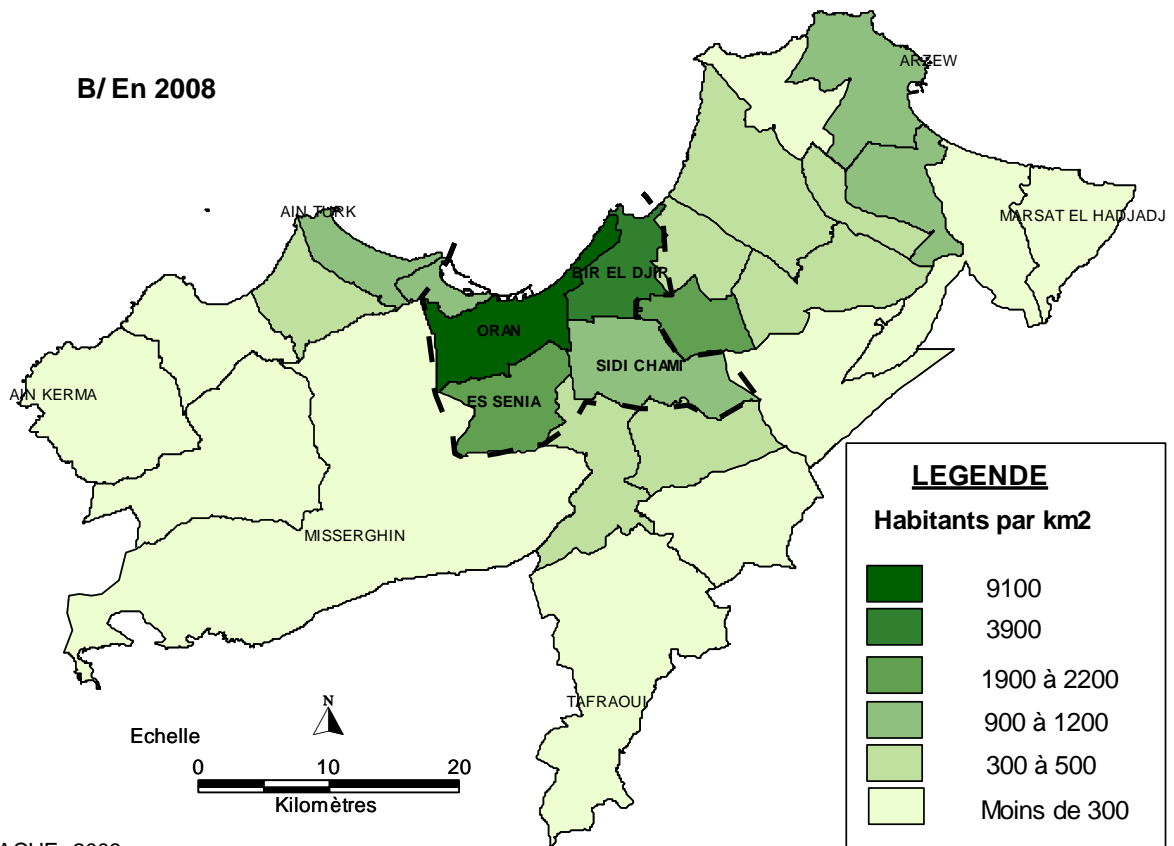 B/ En 2008
ARZEW
MARSAT EL HADJADJ
AIN TURK
BIR EL DJIR
ORAN
SIDI CHAMI
AIN KERMA
ES SENIA
MISSERGHIN
TAFRAOUI
LEGENDE
Habitants par km2
9100
3900
1900 à 2200
900 à 1200
300 à 500
Moins de 300
N
Echelle
0 10 20
Kilomètres